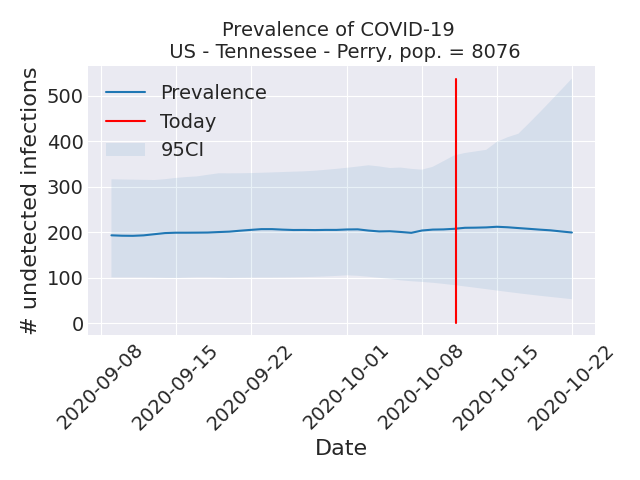 Prevalence of COVID-19
US - Tennessee - Perry, pop. = 8076
# undetected infections
500
400
300
200
100
0
Prevalence
Today
95CI
2020-09-08
2020-09-15
2020-09-22
2020-10-01
2020-10-08
2020-10-15
2020-10-22
Date